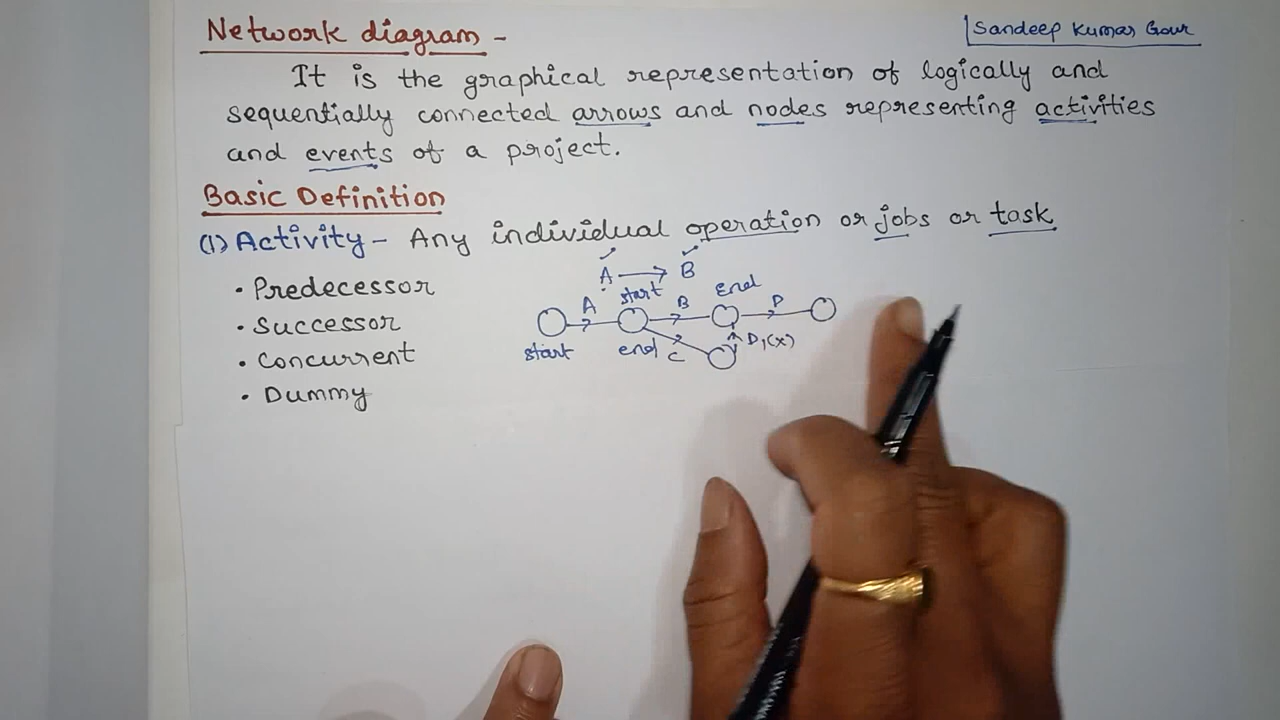 Network diagram -
Sandeep Kumar Gour
It is the graphical representation of logically and
sequentially connected arrows and nodes representing activities
and events of a project.
Basic Definition
(1) Activity - Any individual operation or jobs or task
A → B
• Predecessor
• Successor
• Concurrent
• Dummy
A start B End D
start end C D1(x)